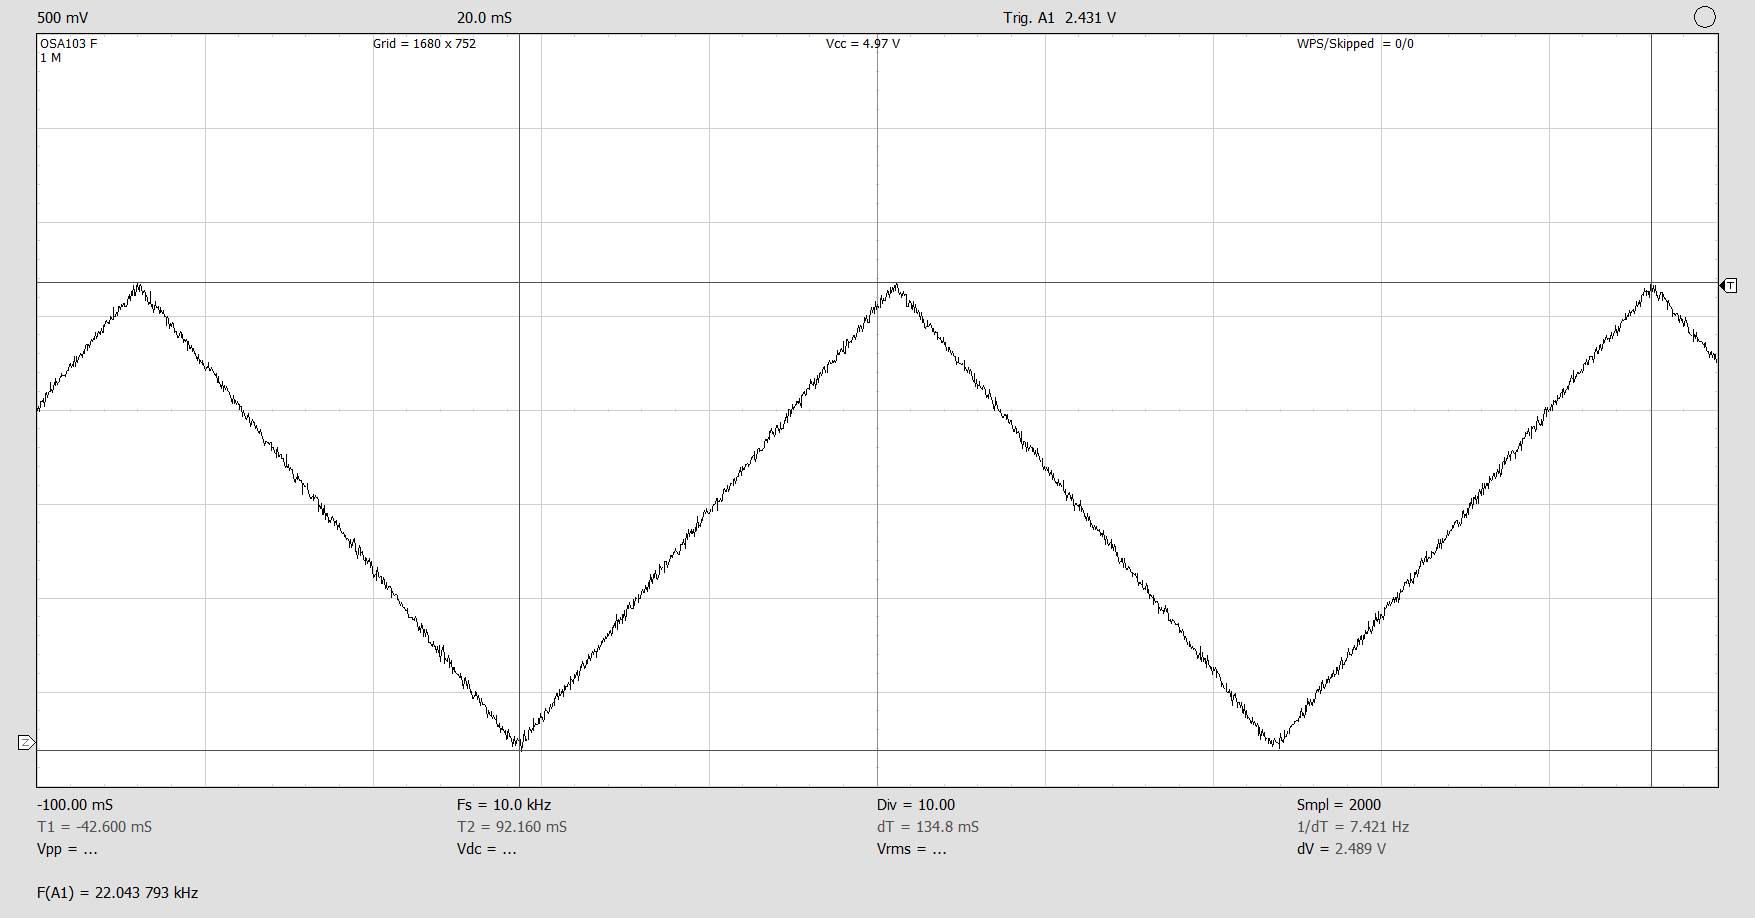 500 mV 20.0 mS Trig. A1 2.431 V
OSA103 F Grid = 1680 x 752 Vcc = 4.97 V WPS/Skipped = 0/0
1 M
T
Z
-100.00 mS Fs = 10.0 kHz Div = 10.00 Smpl = 2000
T1 = -42.600 mS T2 = 92.160 mS dT = 134.8 mS 1/dT = 7.421 Hz
Vpp = ... Vdc = ... Vrms = ... dV = 2.489 V
F(A1) = 22.043 793 kHz